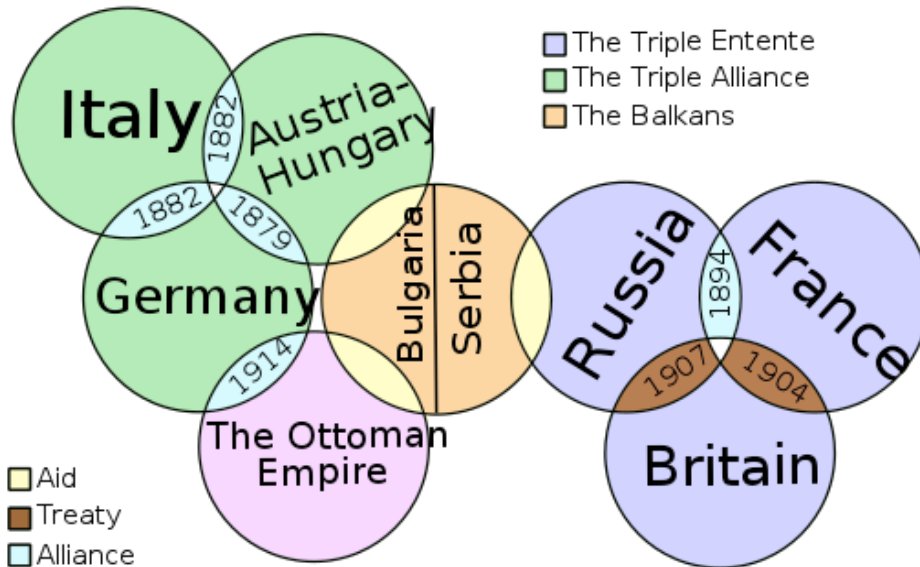 Italy
1882
Austria-
Hungary
The Triple Entente
The Triple Alliance
The Balkans
1882
1879
Germany
Bulgaria
Serbia
Russia
1894
France
1914
1907
1904
The Ottoman
Empire
Britain
Aid
Treaty
Alliance